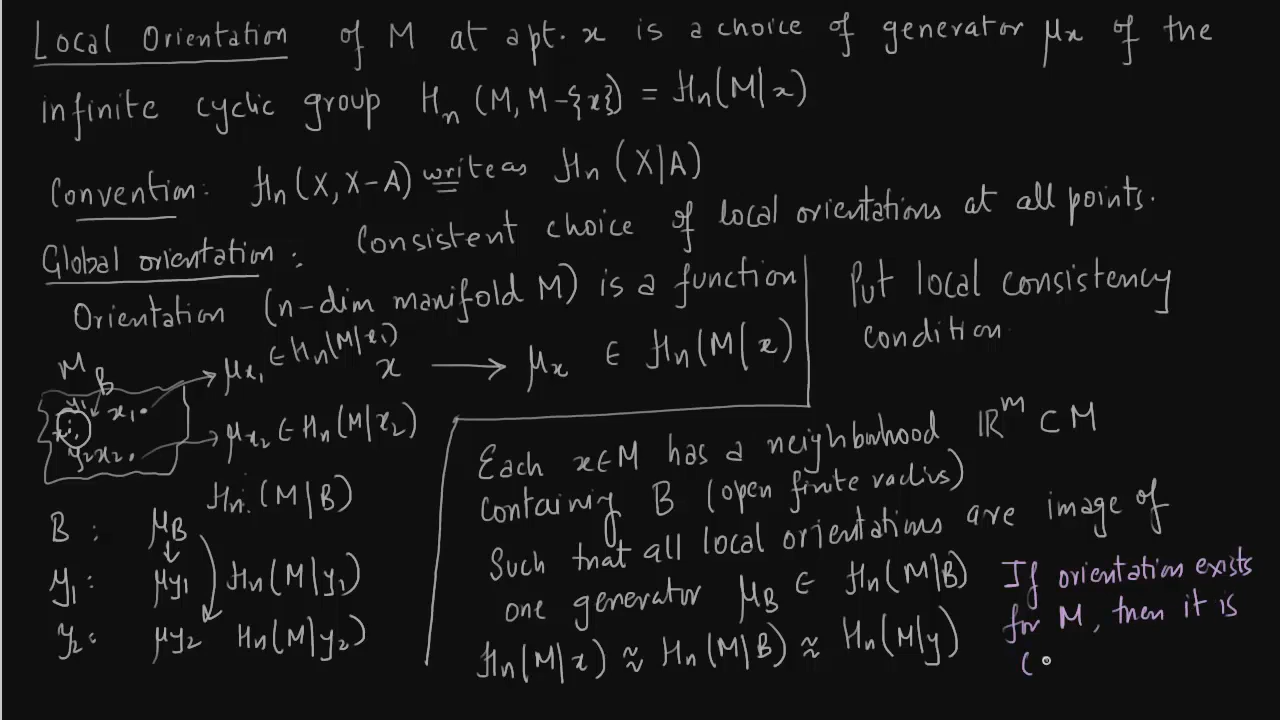 Local Orientation of M at a pt. x is a choice of generator μx of the
infinite cyclic group Hn (M, M-{x}) = Hn(M|x)
Convention: Hn(X, X-A) write as Hn (X|A)
Global orientation: Consistent choice of local orientations at all points.
Orientation (n-dim manifold M) is a function
x → μx ∈ Hn(M|x)
Put local consistency
condition
M B
y1 x1.
x.
y2 x2.
μx1 ∈ Hn(M|x1)
μx2 ∈ Hn(M|x2)
Hn (M|B)
B : μB
y1: μy1 Hn(M|y1)
y2: μy2 Hn(M|y2)
Each x∈M has a neighborhood ℝ^m ⊂ M
containing B (open finite radius)
Such that all local orientations are image of
one generator μB ∈ Hn(M|B)
Hn(M|x) ≈ Hn(M|B) ≈ Hn(M|y)
If orientation exists
for M, then it is
(